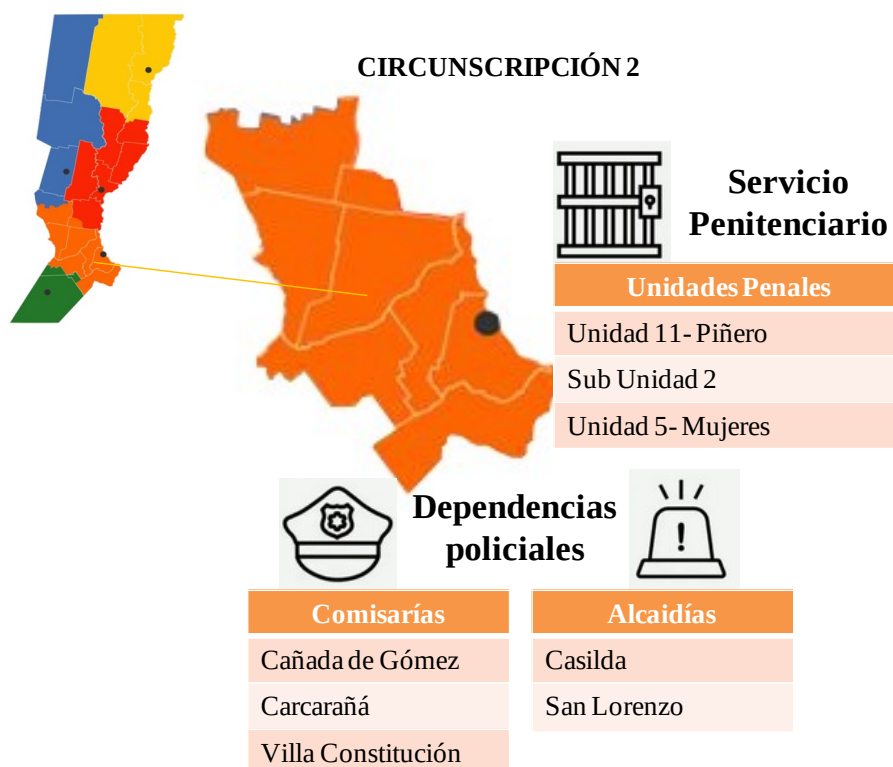 CIRCUNSCRIPCIÓN 2
Servicio
Penitenciario
Unidades Penales
Unidad 11- Piñero
Sub Unidad 2
Unidad 5- Mujeres
Dependencias
policiales
Comisarías
Cañada de Gómez
Carcarañá
Villa Constitución
Alcaidías
Casilda
San Lorenzo